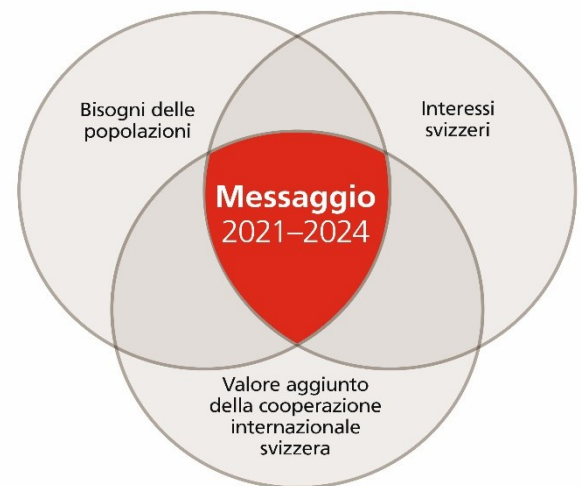 Bisogni delle
popolazioni
Interessi
svizzeri
Messaggio
2021–2024
Valore aggiunto
della cooperazione
internazionale
svizzera